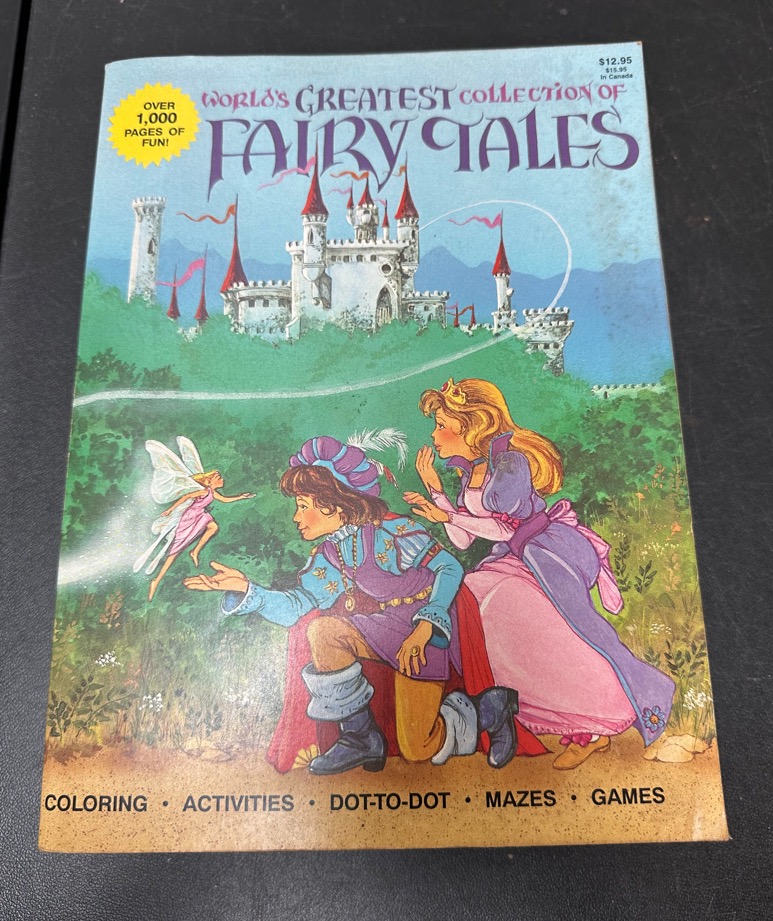 $12.95
$15.95
In Canada
OVER
1,000
PAGES OF
FUN!
WORLD'S GREATEST COLLECTION OF
FAIRY TALES
COLORING • ACTIVITIES • DOT-TO-DOT • MAZES • GAMES